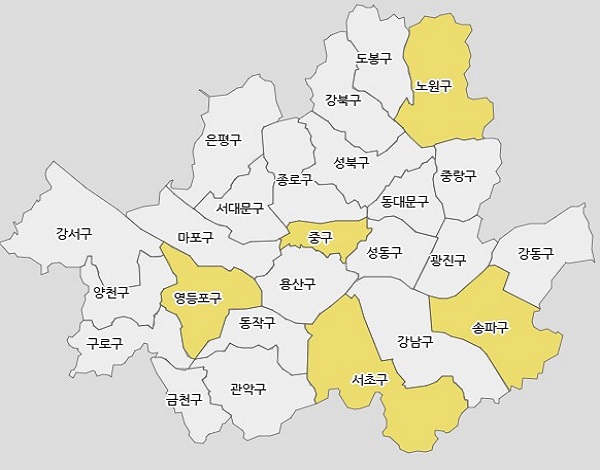 도봉구
노원구
강북구
은평구
성북구
중랑구
종로구
동대문구
서대문구
강서구
마포구
중구
성동구
광진구
강동구
양천구
영등포구
용산구
동작구
송파구
구로구
강남구
서초구
관악구
금천구